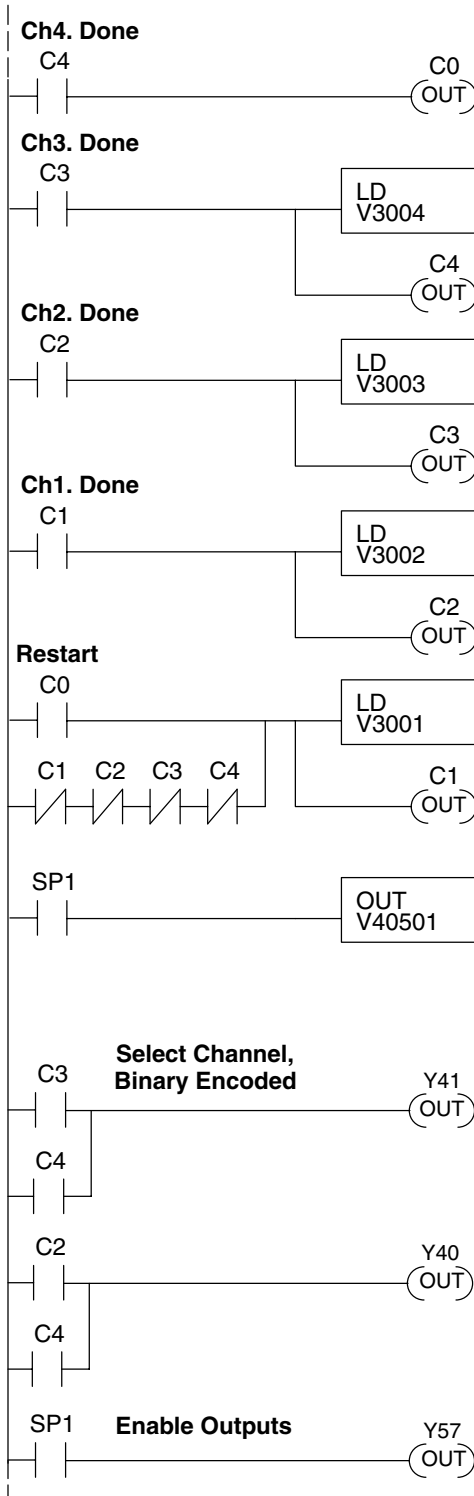 Ch4. Done
C4
C0
OUT
Ch3. Done
C3
LD
V3004
C4
OUT
Ch2. Done
C2
LD
V3003
C3
OUT
Ch1. Done
C1
LD
V3002
C2
OUT
Restart
C0
LD
V3001
C1 C2 C3 C4
C1
OUT
SP1
OUT
V40501
Select Channel,
Binary Encoded
C3
Y41
OUT
C4
C2
Y40
OUT
C4
SP1
Enable Outputs
Y57
OUT